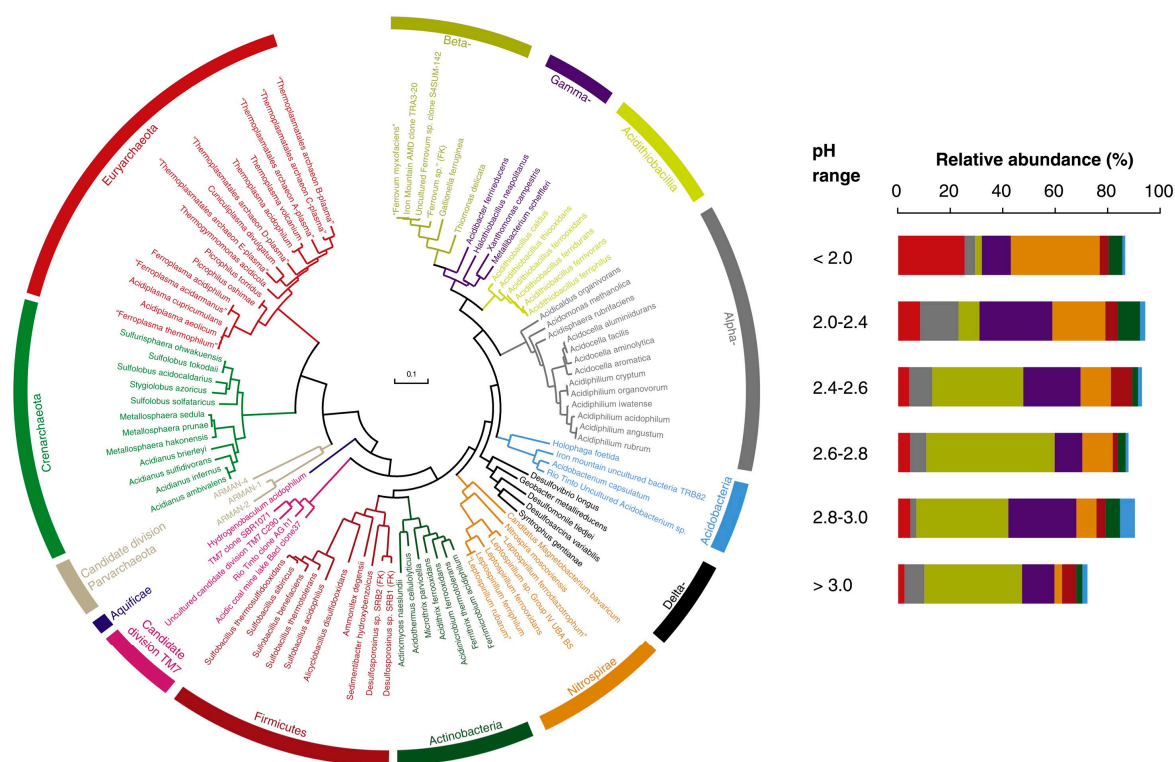 Beta-
Gamma-
Acidithiobacillia
Alpha-
Acidobacteria
Delta-
Nitrospirae
Actinobacteria
Firmicutes
Candidate
division TM7
Aquificae
Candidate division
Parvarchaeota
Crenarchaeota
Euryarchaeota
"Ferrovum myxofaciens"
Iron Mountain AMD clone TRA3-20
Uncultured Ferrovum sp. clone S4SUM-142
"Ferrovum sp." (FK)
Gallionella ferruginea
Thiomonas delicata
Acidibacter ferrireducens
Halothiobacillus neapolitanus
Xanthomonas campestris
Metallibacterium scheffleri
Acidithiobacillus caldus
Acidithiobacillus thiooxidans
Acidithiobacillus ferrooxidans
Acidithiobacillus ferridurans
Acidithiobacillus ferrivorans
Acidithiobacillus ferriphilus
Acidicaldus organivorans
Acidomonas methanolica
Acidisphaera rubrifaciens
Acidocella aluminiidurans
Acidocella facilis
Acidocella aminolytica
Acidocella aromatica
Acidiphilium cryptum
Acidiphilium organovorum
Acidiphilium iwatense
Acidiphilium acidophilum
Acidiphilium angustum
Acidiphilium rubrum
Holophaga foetida
Iron mountain uncultured bacteria TRB82
Acidobacterium capsulatum
Rio Tinto Uncultured Acidobacterium sp.
Desulfovibrio longus
Geobacter metallireducens
Desulfomonile tiedjei
Desulfosarcina variabilis
Syntrophus gentianae
Canditatus Magnetobacterium bavaricum
Nitrospira moscoviensis
"Leptospirillum ferrodiazotrophum"
Leptospirillum sp. Group IV UBA BS
Leptospirillum ferrooxidans
Leptospirillum ferriphilum
"Leptospirillum rubarum"
Ferrimicrobium acidiphilum
Ferrithrix thermotolerans
Acidimicrobium ferrooxidans
Acidithrix ferrooxidans
Microthrix parvicella
Acidothermus cellulolyticus
Actinomyces naeslundii
Desulfosporosinus sp. SRB1 (FK)
Desulfosporosinus sp. SRB2 (FK)
Sedimentibacter hydroxybenzoicus
Ammonifex degensii
Alicyclobacillus disulfidooxidans
Sulfobacillus acidophilus
Sulfobacillus thermotolerans
Sulfobacillus benefaciens
Sulfobacillus sibiricus
Sulfobacillus thermosulfidooxidans
Acidic coal mine lake Bacl clone37
Rio Tinto clone ASI h1
Uncultured candidate division TM7 C90
TM7 clone SBR1071
Hydrogenobaculum acidophilum
ARMAN-2
ARMAN-1
ARMAN-4
Acidianus ambivalens
Acidianus infernus
Acidianus sulfidivorans
Acidianus brierleyi
Metallosphaera hakonensis
Metallosphaera prunae
Metallosphaera sedula
Sulfolobus solfataricus
Stygiolobus azoricus
Sulfolobus acidocaldarius
Sulfolobus tokodaii
Sulfurisphaera ohwakuensis
"Ferroplasma thermophilum"
Acidiplasma aeolicum
Acidiplasma cupricumulans
"Ferroplasma acidarmanus"
Ferroplasma acidiphilum
Picrophilus oshimae
Picrophilus torridus
Thermogymnomonas acidicola
"Thermoplasmatales archaeon E-plasma"
Cuniculiplasma divulgatum
"Thermoplasmatales archaeon D-plasma"
Thermoplasma acidophilum
Thermoplasma volcanium
"Thermoplasmatales archaeon A-plasma"
"Thermoplasmatales archaeon C-plasma"
"Thermoplasmatales archaeon B-plasma"
0.1
pH
range
Relative abundance (%)
0 20 40 60 80 100
< 2.0
2.0-2.4
2.4-2.6
2.6-2.8
2.8-3.0
> 3.0